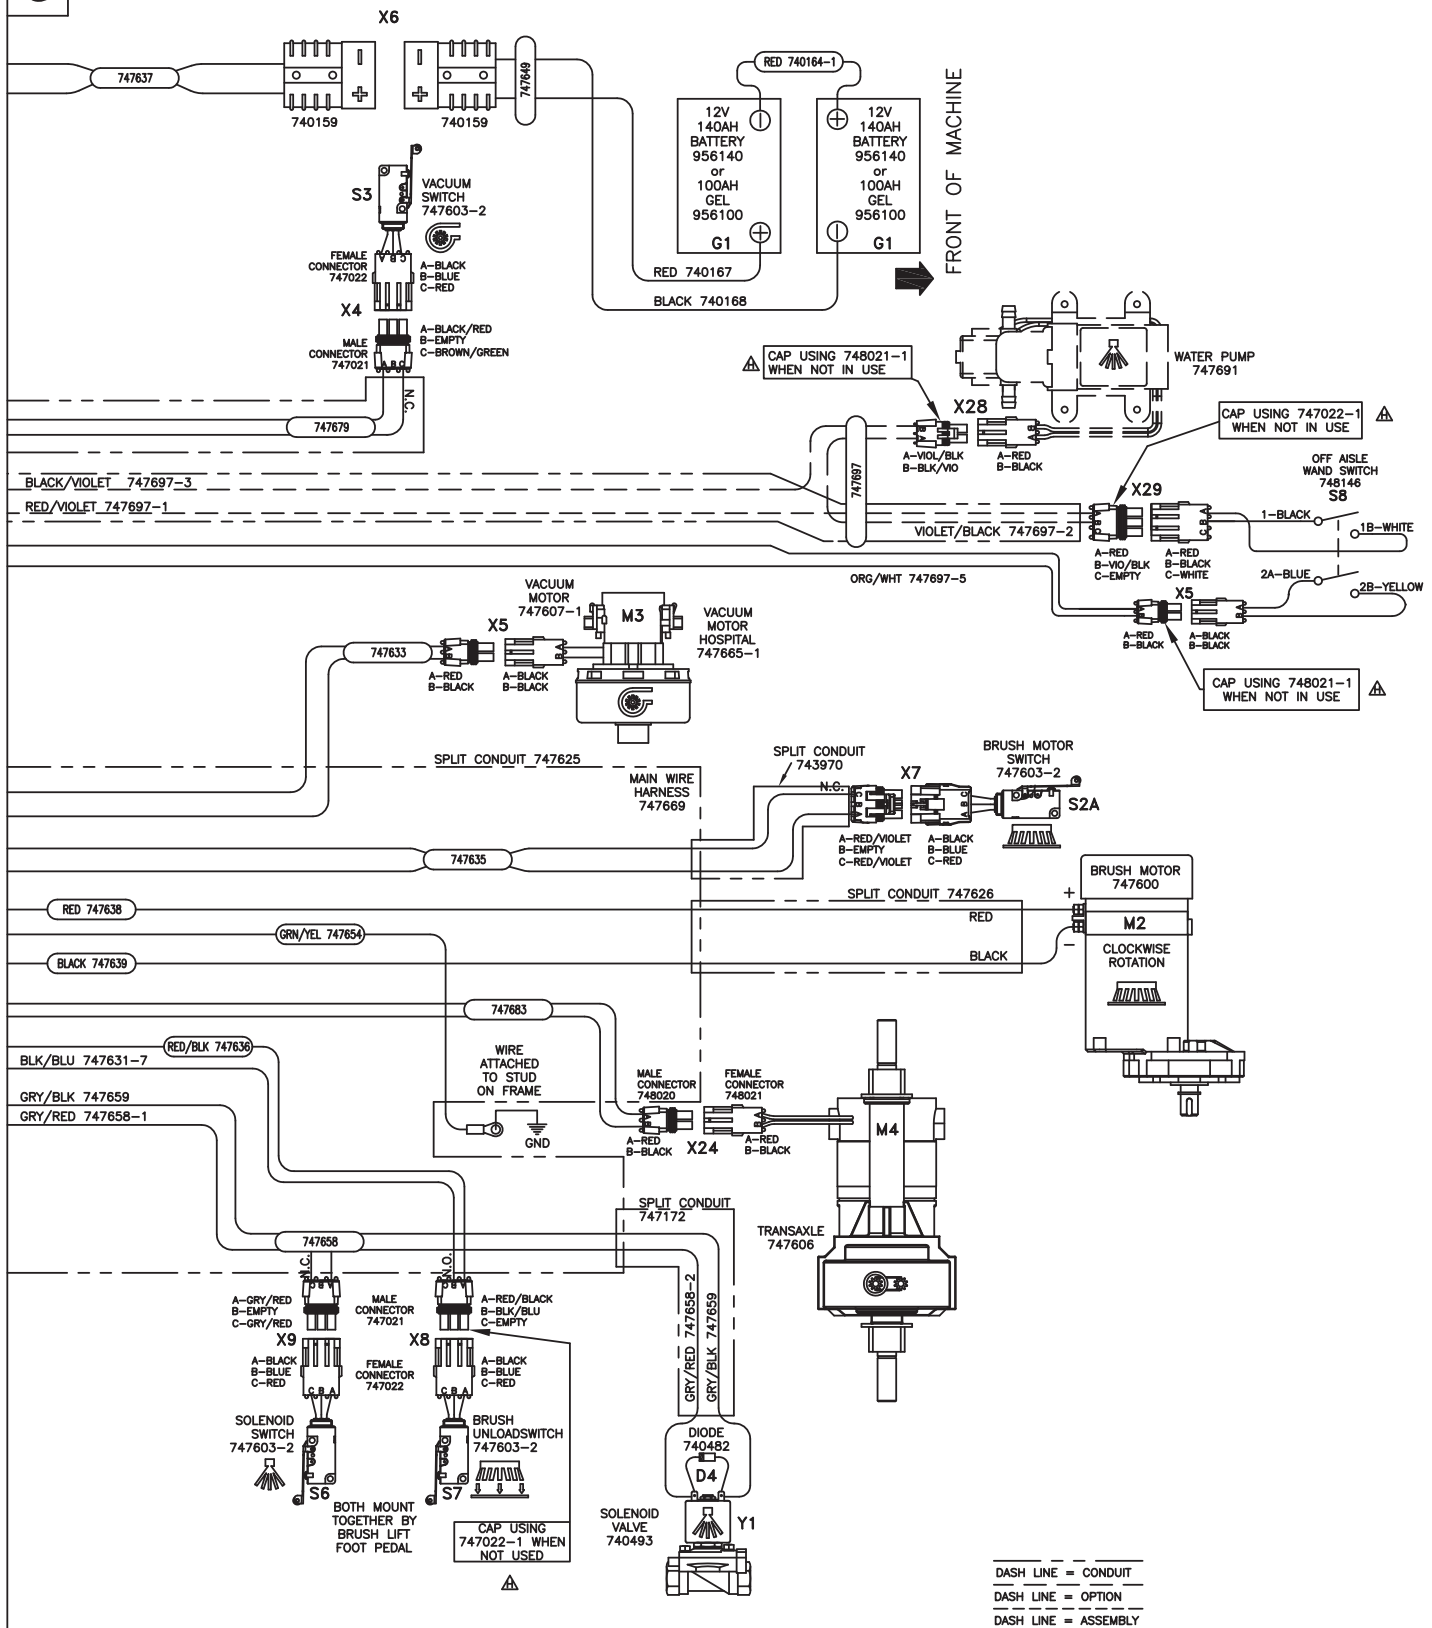 X6
747637
740159
740159
747649
RED 740164-1
12V
140AH
BATTERY
956140
or
100AH
GEL
956100
G1
12V
140AH
BATTERY
956140
or
100AH
GEL
956100
G1
FRONT OF MACHINE
RED 740167
BLACK 740168
S3
VACUUM
SWITCH
747603-2
FEMALE
CONNECTOR
747022
A B C
A-BLACK
B-BLUE
C-RED
X4
MALE
CONNECTOR
747021
A B C
A-BLACK/RED
B-EMPTY
C-BROWN/GREEN
N.C.
747679
CAP USING 748021-1
WHEN NOT IN USE
H
WATER PUMP
747691
X28
A-VIOL/BLK
B-BLK/VIO
A-RED
B-BLACK
CAP USING 747022-1
WHEN NOT IN USE
H
BLACK/VIOLET 747697-3
RED/VIOLET 747697-1
747697
VIOLET/BLACK 747697-2
X29
A-RED
B-VIO/BLK
C-EMPTY
A-RED
B-BLACK
C-WHITE
OFF AISLE
WAND SWITCH
748146
S8
1-BLACK
1B-WHITE
2A-BLUE
2B-YELLOW
ORG/WHT 747697-5
X5
A-RED
B-BLACK
A-BLACK
B-BLACK
CAP USING 748021-1
WHEN NOT IN USE
H
VACUUM
MOTOR
747607-1
M3
VACUUM
MOTOR
HOSPITAL
747665-1
X5
747633
A-RED
B-BLACK
A-BLACK
B-BLACK
SPLIT CONDUIT 747625
MAIN WIRE
HARNESS
747669
SPLIT CONDUIT
743970
N.C.
X7
BRUSH MOTOR
SWITCH
747603-2
S2A
A-RED/VIOLET
B-EMPTY
C-RED/VIOLET
A-BLACK
B-BLUE
C-RED
747635
BRUSH MOTOR
747600
M2
CLOCKWISE
ROTATION
+
-
SPLIT CONDUIT 747626
RED
BLACK
RED 747638
GRN/YEL 747654
BLACK 747639
747683
RED/BLK 747636
BLK/BLU 747631-7
GRY/BLK 747659
GRY/RED 747658-1
WIRE
ATTACHED
TO STUD
ON FRAME
GND
MALE
CONNECTOR
748020
FEMALE
CONNECTOR
748021
A-RED
B-BLACK
X24
A-RED
B-BLACK
M4
TRANSAXLE
747606
SPLIT CONDUIT
747172
747658
N.C.
N.O.
A-GRY/RED
B-EMPTY
C-GRY/RED
MALE
CONNECTOR
747021
A-RED/BLACK
B-BLK/BLU
C-EMPTY
X9
X8
A-BLACK
B-BLUE
C-RED
FEMALE
CONNECTOR
747022
A-BLACK
B-BLUE
C-RED
C B A
C B A
SOLENOID
SWITCH
747603-2
S6
BRUSH
UNLOADSWITCH
747603-2
S7
BOTH MOUNT
TOGETHER BY
BRUSH LIFT
FOOT PEDAL
CAP USING
747022-1 WHEN
NOT USED
H
GRY/RED 747658-2
GRY/BLK 747659
DIODE
740482
D4
SOLENOID
VALVE
740493
Y1
DASH LINE = CONDUIT
DASH LINE = OPTION
DASH LINE = ASSEMBLY